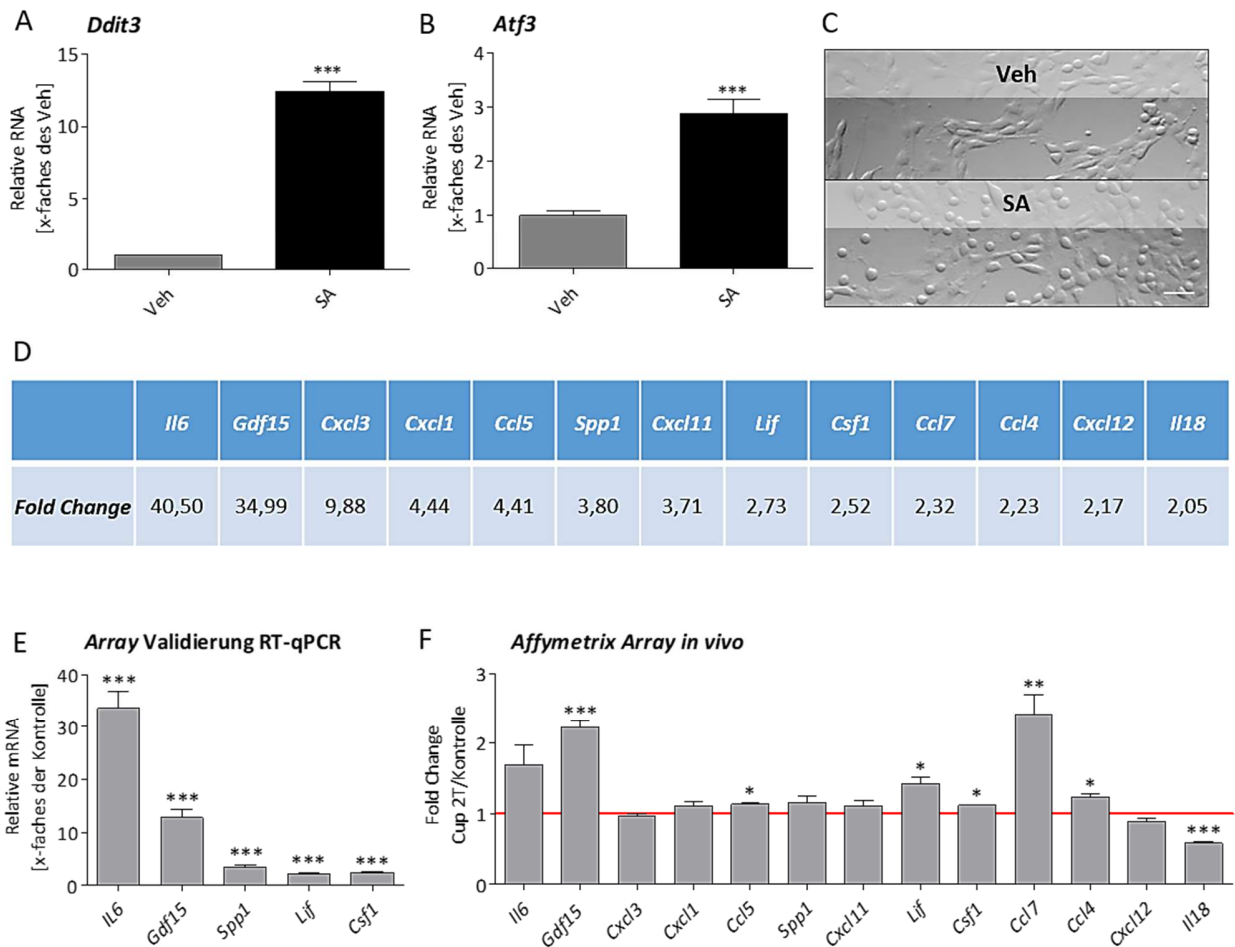 A
Ddit3
Relative RNA
[x-faches des Veh]
15
10
5
0
***
Veh
SA
B
Atf3
Relative RNA
[x-faches des Veh]
4
3
2
1
0
***
Veh
SA
C
Veh
SA
D
Il6 Gdf15 Cxcl3 Cxcl1 Ccl5 Spp1 Cxcl11 Lif Csf1 Ccl7 Ccl4 Cxcl12 Il18
Fold Change 40,50 34,99 9,88 4,44 4,41 3,80 3,71 2,73 2,52 2,32 2,23 2,17 2,05
E
Array Validierung RT-qPCR
Relative mRNA
[x-faches der Kontrolle]
40
30
20
10
0
*** *** *** *** ***
IL6 Gdf15 Spp1 Lif Csf1
F
Affymetrix Array in vivo
Fold Change
Cup 2T/Kontrolle
3
2
1
0
*** * * * ** * ***
Il6 Gdf15 Cxcl3 Cxcl1 Ccl5 Spp1 Cxcl11 Lif Csf1 Ccl7 Ccl4 Cxcl12 Il18